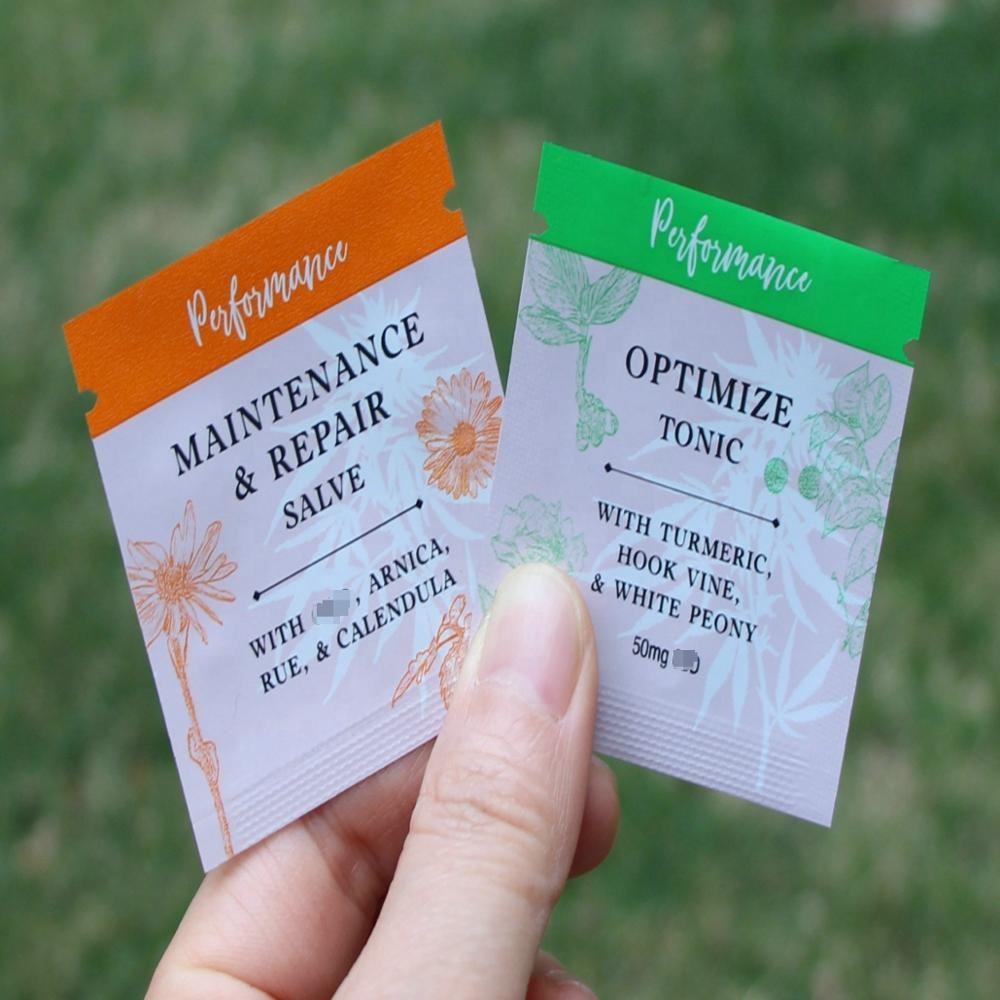 Performance
MAINTENANCE
& REPAIR
SALVE
WITH , ARNICA,
RUE, & CALENDULA
Performance
OPTIMIZE
TONIC
WITH TURMERIC,
HOOK VINE,
& WHITE PEONY
50mg